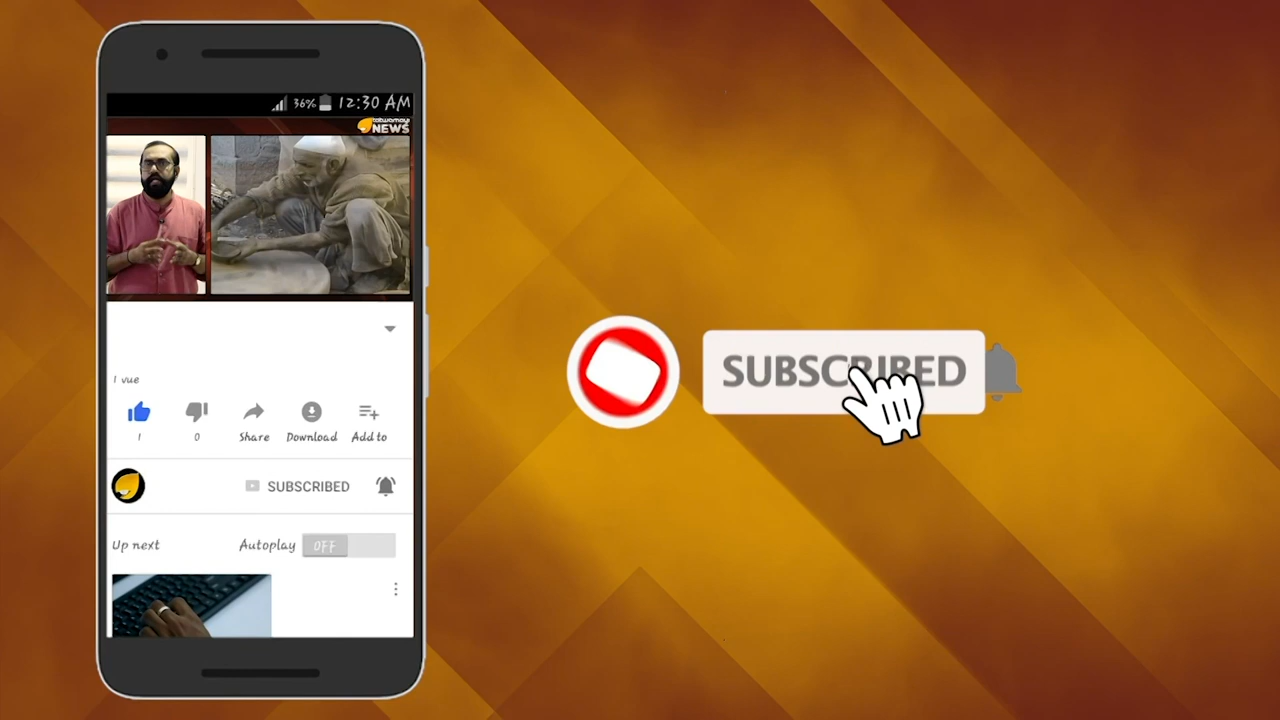 36% 12:30 AM
tatwamayi
NEWS
1 vue
1 0 Share Download Add to
SUBSCRIBED
Up next Autoplay OFF
SUBSCRIBED